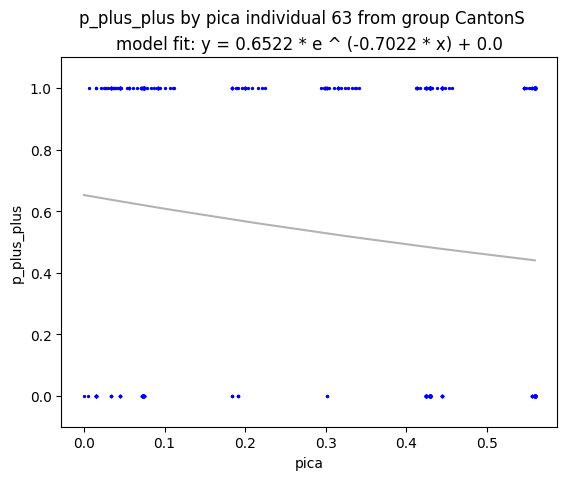 p_plus_plus by pica individual 63 from group CantonS
model fit: y = 0.6522 * e ^ (-0.7022 * x) + 0.0
1.0
0.8
0.6
0.4
0.2
0.0
p_plus_plus
0.0 0.1 0.2 0.3 0.4 0.5
pica